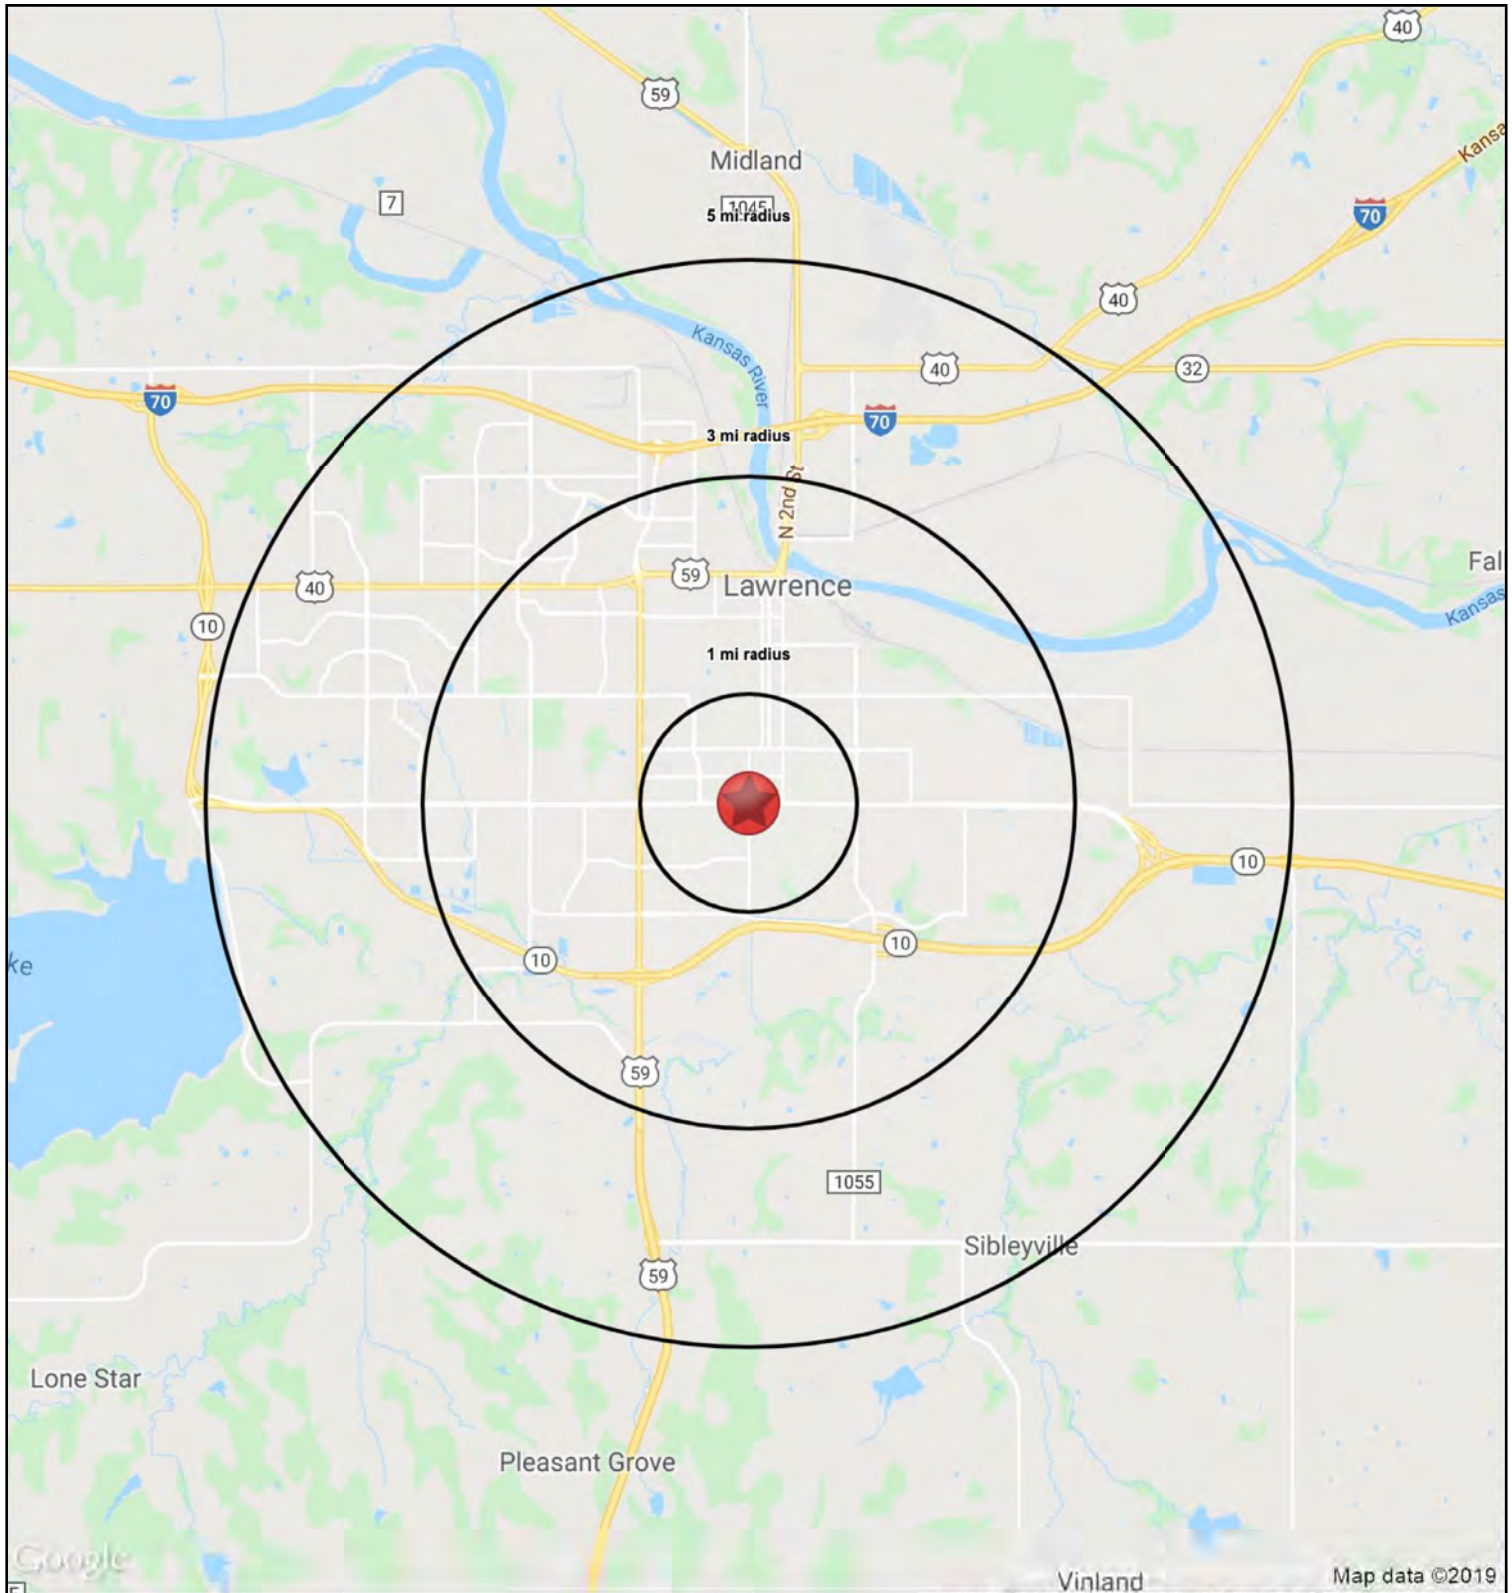 40
59
Kansa
Midland
7
1045
5 mi radius
70
40
Kansas River
40
32
70
70
3 mi radius
N 2nd St
Fal
59
Lawrence
40
Kansas
10
1 mi radius
10
10
10
ke
59
1055
Sibleyville
59
Lone Star
Pleasant Grove
Google
Vinland
Map data ©2019